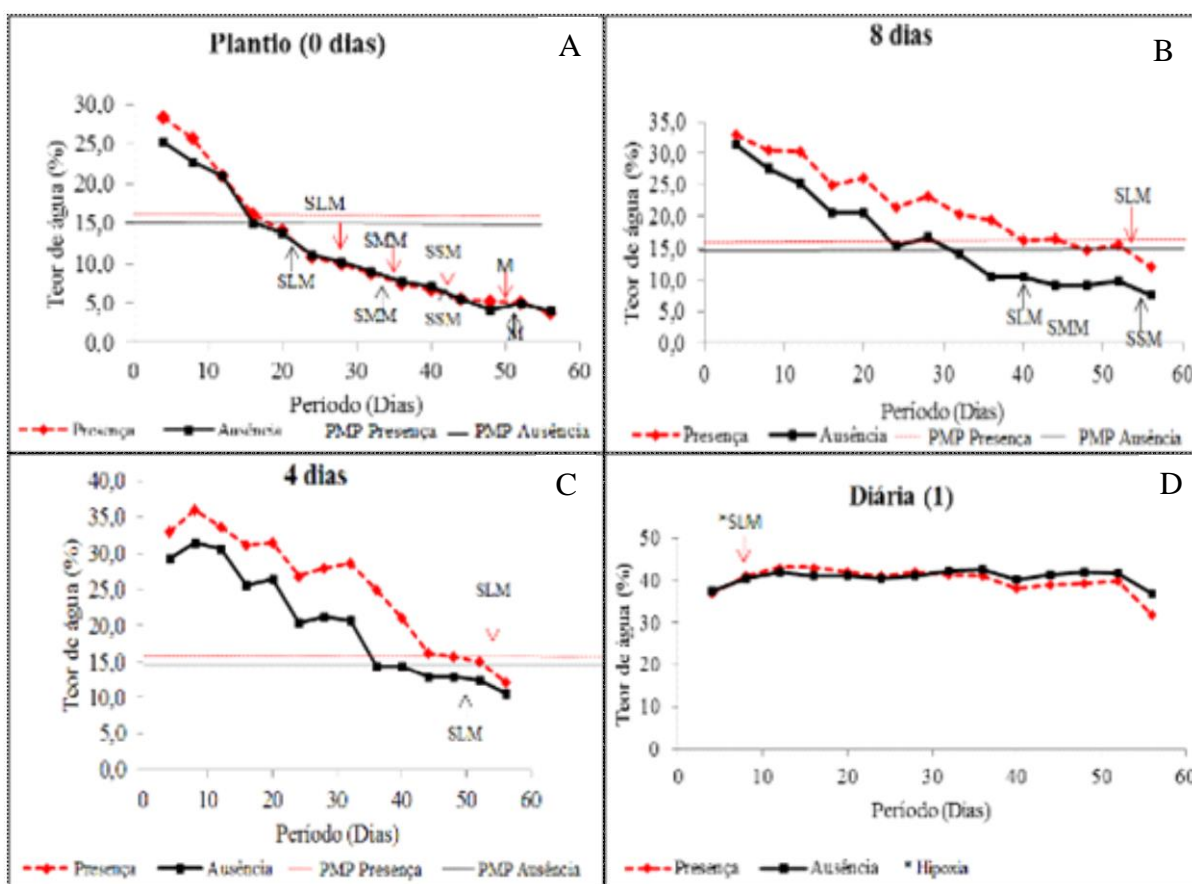 Plantio (0 dias)
A
Teor de água (%)
30,0
25,0
20,0
15,0
10,0
5,0
0,0
SLM
SMM
SSM
M
SLM
SMM
SSM
M
0 10 20 30 40 50 60
Período (Dias)
Presença Ausência PMP Presença PMP Ausência
8 dias
B
Teor de água (%)
35,0
30,0
25,0
20,0
15,0
10,0
5,0
0,0
SLM
SLM
SMM
SSM
0 10 20 30 40 50 60
Período (Dias)
Presença Ausência PMP Presença PMP Ausência
4 dias
C
Teor de água (%)
40,0
35,0
30,0
25,0
20,0
15,0
10,0
5,0
0,0
SLM
SLM
0 10 20 30 40 50 60
Período (Dias)
Presença Ausência PMP Presença PMP Ausência
Diária (1)
D
Teor de água (%)
50
40
30
20
10
0
*SLM
0 10 20 30 40 50 60
Período (Dias)
Presença Ausência * Hipoxia